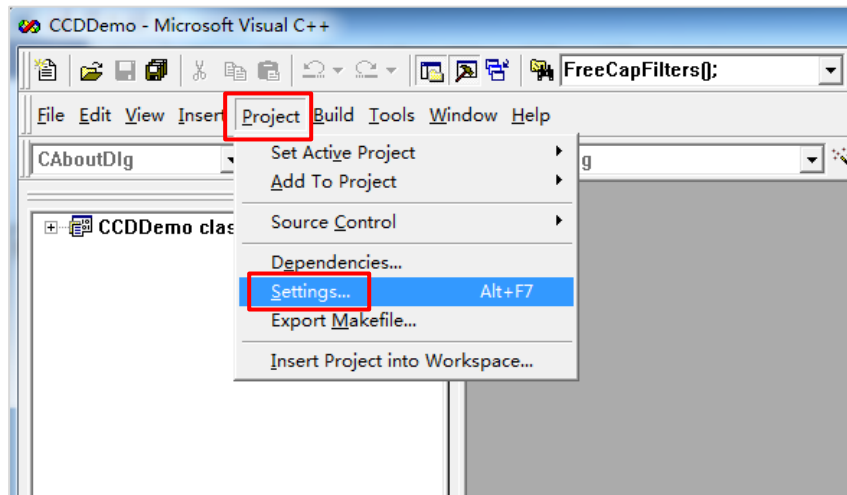 CCDDemo - Microsoft Visual C++
FreeCapFilters();
File Edit View Insert Project Build Tools Window Help
CAboutDlg
g
Set Active Project
Add To Project
Source Control
CCDDemo clas
Dependencies...
Settings... Alt+F7
Export Makefile...
Insert Project into Workspace...